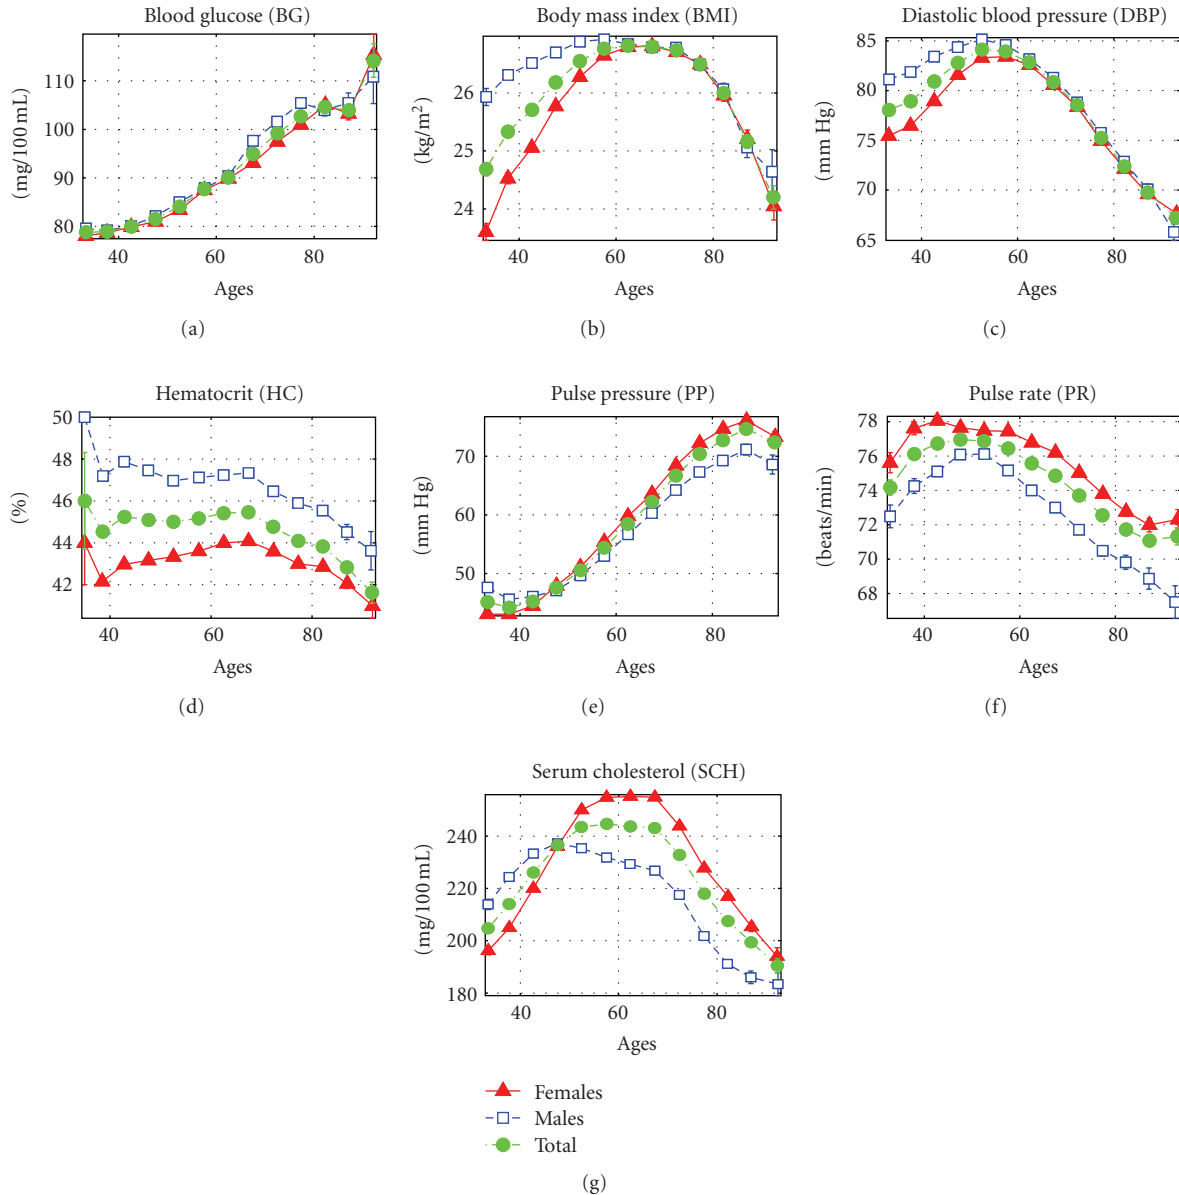 Blood glucose (BG)
110
100
90
80
(mg/100 mL)
40 60 80
Ages
(a)
Body mass index (BMI)
26
25
24
(kg/m²)
40 60 80
Ages
(b)
Diastolic blood pressure (DBP)
85
80
75
70
65
(mm Hg)
40 60 80
Ages
(c)
Hematocrit (HC)
50
48
46
44
42
(%)
40 60 80
Ages
(d)
Pulse pressure (PP)
70
60
50
(mm Hg)
40 60 80
Ages
(e)
Pulse rate (PR)
78
76
74
72
70
68
(beats/min)
40 60 80
Ages
(f)
Serum cholesterol (SCH)
240
220
200
180
(mg/100 mL)
40 60 80
Ages
Females
Males
Total
(g)